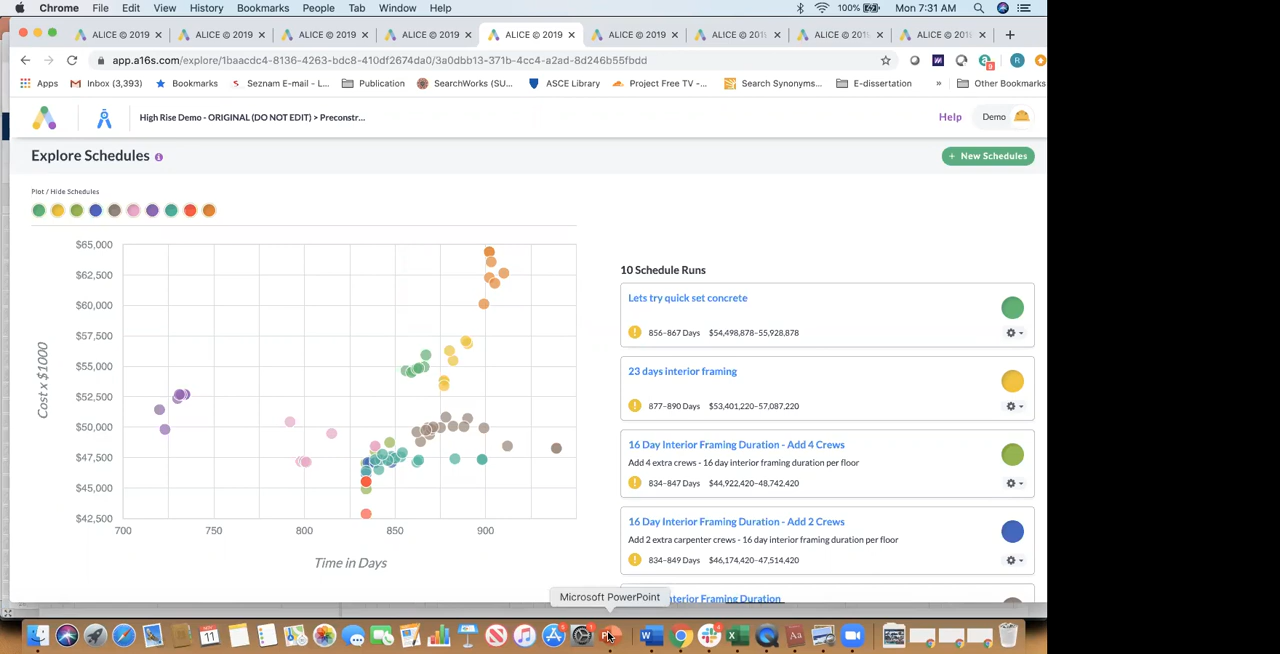 Chrome File Edit View History Bookmarks People Tab Window Help 100% Mon 7:31 AM
ALICE © 2019 ALICE © 2019 ALICE © 2019 ALICE © 2019 ALICE © 2019 ALICE © 2019 ALICE © 201 ALICE © 201 ALICE © 201
app.a16s.com/explore/1baacdc4-8136-4263-bdc8-410df2674da0/3a0dbb13-371b-4cc4-a2ad-8d246b55fbdd
Apps Inbox (3,393) Bookmarks Seznam E-mail - L... Publication SearchWorks (SU... ASCE Library Project Free TV -... Search Synonyms... E-dissertation » Other Bookmarks
High Rise Demo - ORIGINAL (DO NOT EDIT) > Preconstr... Help Demo
Explore Schedules + New Schedules
Plot / Hide Schedules
$65,000
$62,500
$60,000
$57,500
$55,000
$52,500
$50,000
$47,500
$45,000
$42,500
Cost x $1000
700 750 800 850 900
Time in Days
10 Schedule Runs
Lets try quick set concrete
856–867 Days $54,498,878–55,928,878
23 days interior framing
877–890 Days $53,401,220–57,087,220
16 Day Interior Framing Duration - Add 4 Crews
Add 4 extra crews - 16 day interior framing duration per floor
834–847 Days $44,922,420–48,742,420
16 Day Interior Framing Duration - Add 2 Crews
Add 2 extra carpenter crews - 16 day interior framing duration per floor
834–849 Days $46,174,420–47,514,420
nterior Framing Duration
Microsoft PowerPoint